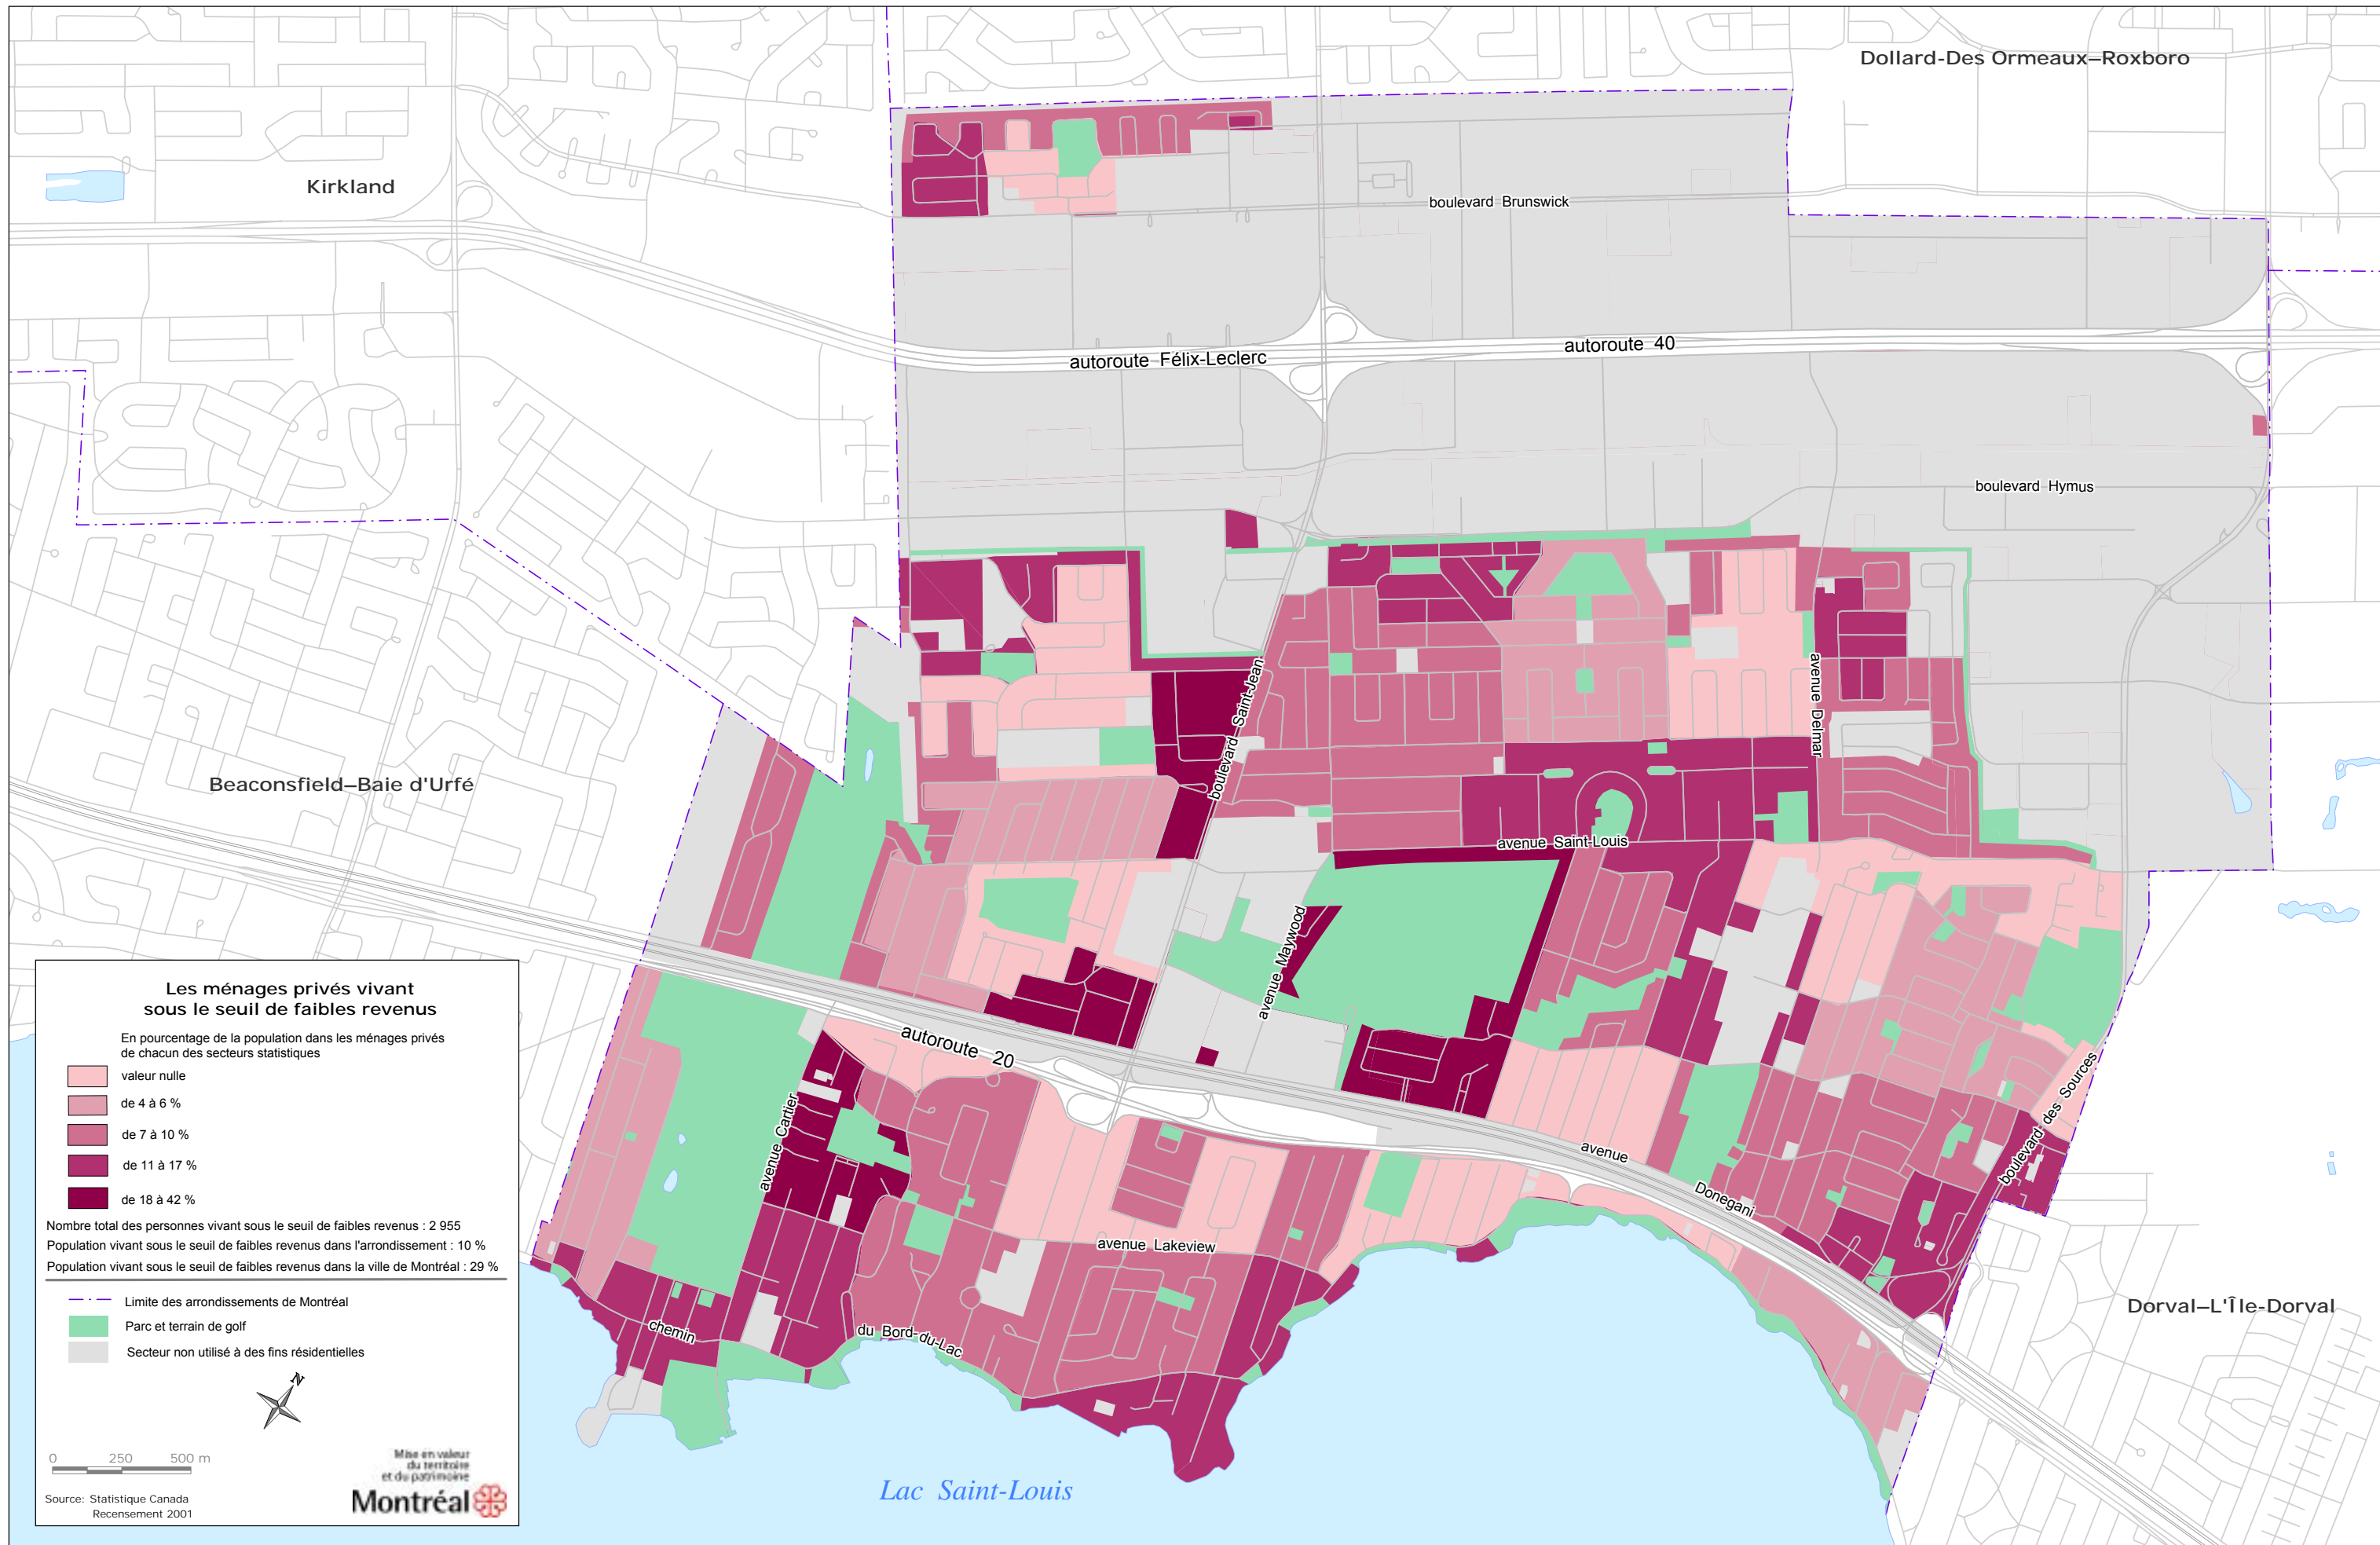 Dollard-Des Ormeaux–Roxboro
Kirkland
boulevard Brunswick
autoroute Félix-Leclerc
autoroute 40
boulevard Hymus
boulevard Saint-Jean
avenue Delmar
Beaconsfield–Baie d'Urfé
avenue Saint-Louis
avenue Maywood
autoroute 20
avenue Cartier
boulevard des Sources
avenue Donegani
avenue Lakeview
chemin du Bord-du-Lac
Dorval–L'Île-Dorval
Lac Saint-Louis
Les ménages privés vivant
sous le seuil de faibles revenus
En pourcentage de la population dans les ménages privés
de chacun des secteurs statistiques
valeur nulle
de 4 à 6 %
de 7 à 10 %
de 11 à 17 %
de 18 à 42 %
Nombre total des personnes vivant sous le seuil de faibles revenus : 2 955
Population vivant sous le seuil de faibles revenus dans l'arrondissement : 10 %
Population vivant sous le seuil de faibles revenus dans la ville de Montréal : 29 %
Limite des arrondissements de Montréal
Parc et terrain de golf
Secteur non utilisé à des fins résidentielles
N
0 250 500 m
Mise en valeur
du territoire
et du patrimoine
Montréal
Source: Statistique Canada
Recensement 2001